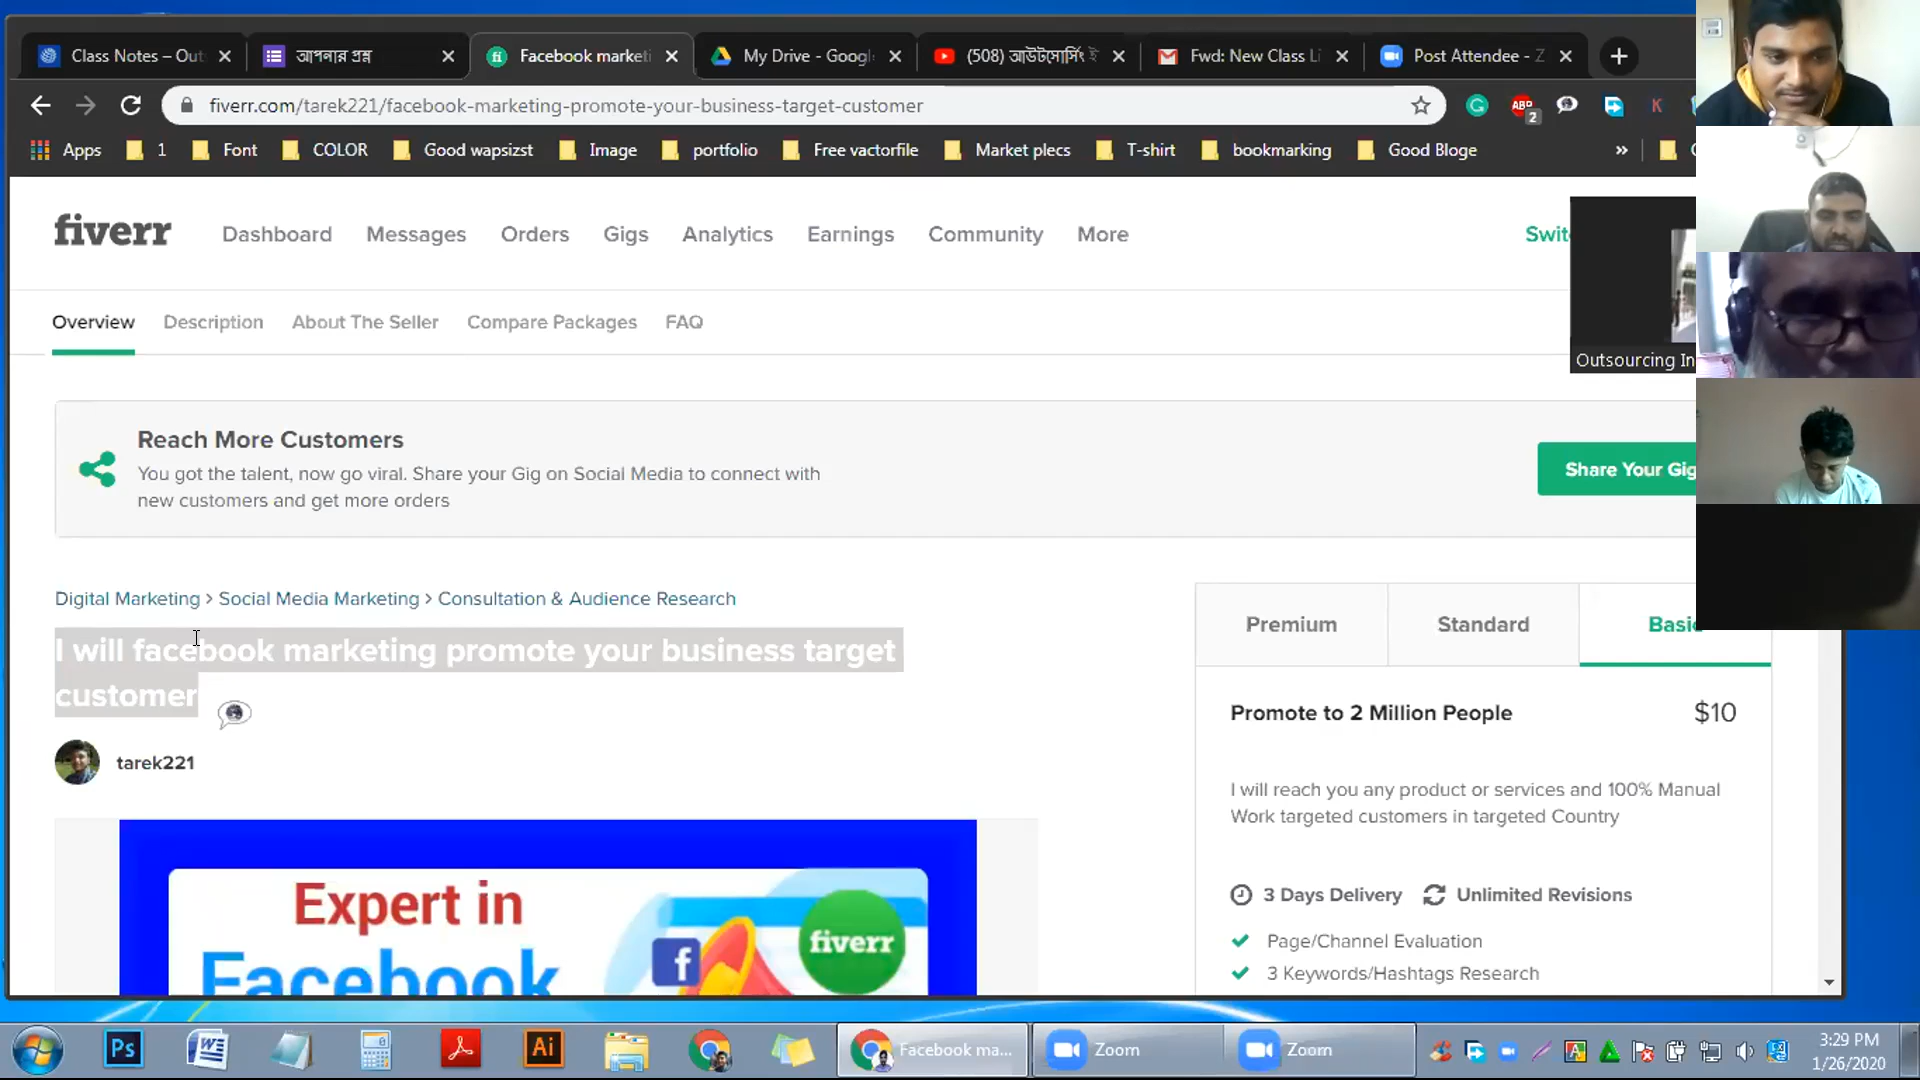 Class Notes – Out
আপনার প্রশ্ন
Facebook marketi
My Drive - Google
(508) আউটসোর্সিং ই
Fwd: New Class Li
Post Attendee - Z
fiverr.com/tarek221/facebook-marketing-promote-your-business-target-customer
ABP
2
K
Apps
1
Font
COLOR
Good wapsizst
Image
portfolio
Free vactorfile
Market plecs
T-shirt
bookmarking
Good Bloge
»
fiverr
Dashboard
Messages
Orders
Gigs
Analytics
Earnings
Community
More
Swit
Overview
Description
About The Seller
Compare Packages
FAQ
Outsourcing In
Reach More Customers
You got the talent, now go viral. Share your Gig on Social Media to connect with
new customers and get more orders
Share Your Gig
Digital Marketing > Social Media Marketing > Consultation & Audience Research
I will facebook marketing promote your business target
customer
tarek221
Premium
Standard
Basic
Promote to 2 Million People
$10
I will reach you any product or services and 100% Manual
Work targeted customers in targeted Country
3 Days Delivery
Unlimited Revisions
Page/Channel Evaluation
3 Keywords/Hashtags Research
Expert in
Facebook
fiverr
Ps
Ai
Facebook ma...
Zoom
Zoom
3:29 PM
1/26/2020